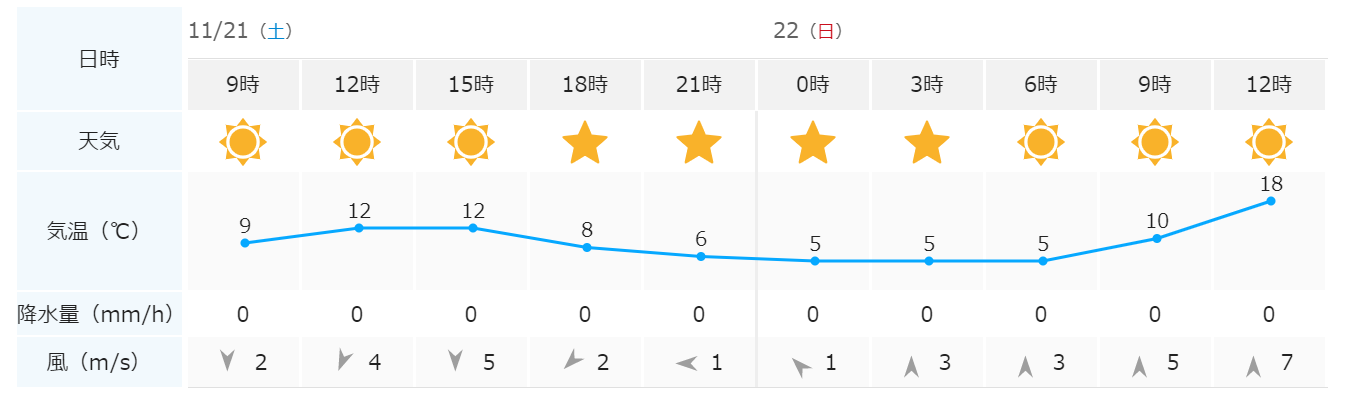 日時 11/21（土） 22（日）
9時 12時 15時 18時 21時 0時 3時 6時 9時 12時
天気
気温（℃） 9 12 12 8 6 5 5 5 10 18
降水量（mm/h） 0 0 0 0 0 0 0 0 0 0
風（m/s） 2 4 5 2 1 1 3 3 5 7